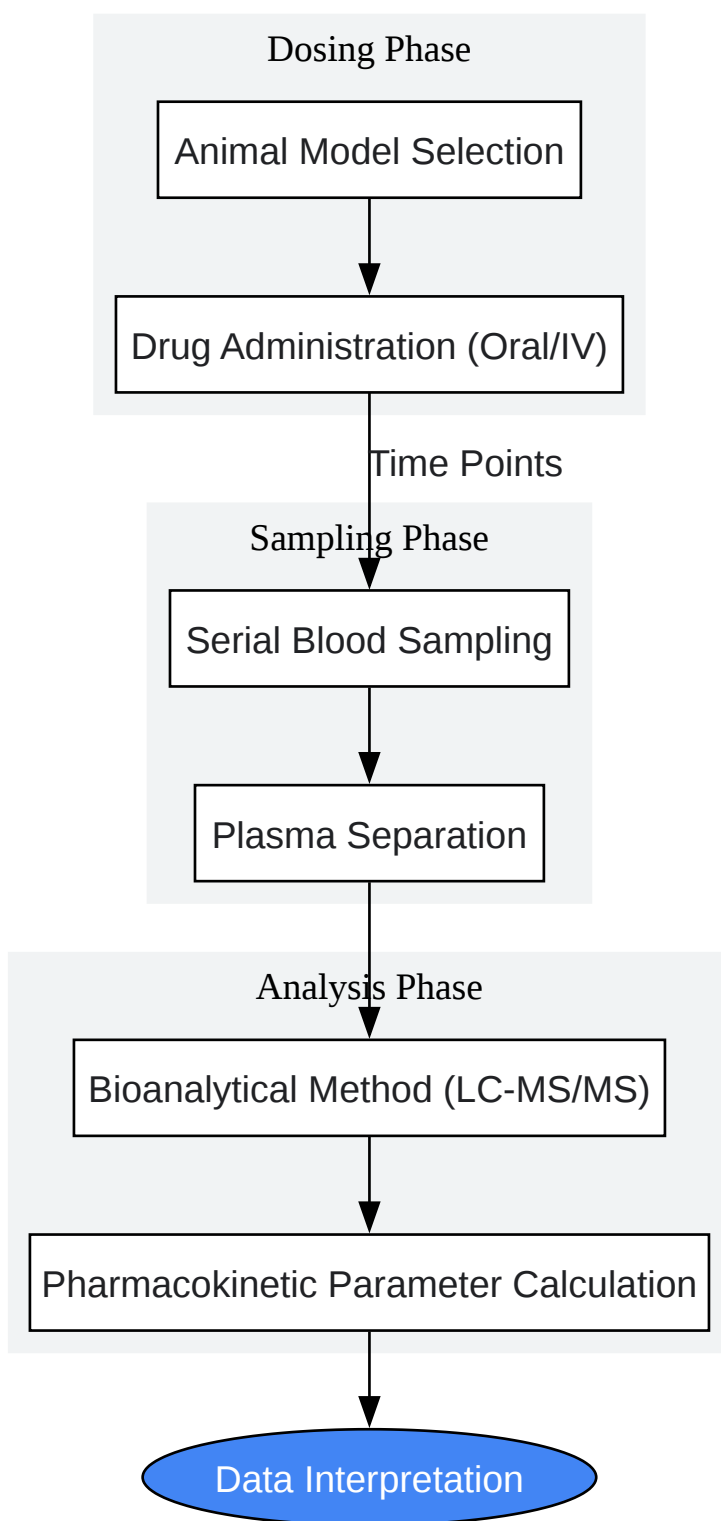 Dosing Phase
Animal Model Selection
Drug Administration (Oral/IV)
Time Points
Sampling Phase
Serial Blood Sampling
Plasma Separation
Analysis Phase
Bioanalytical Method (LC-MS/MS)
Pharmacokinetic Parameter Calculation
Data Interpretation